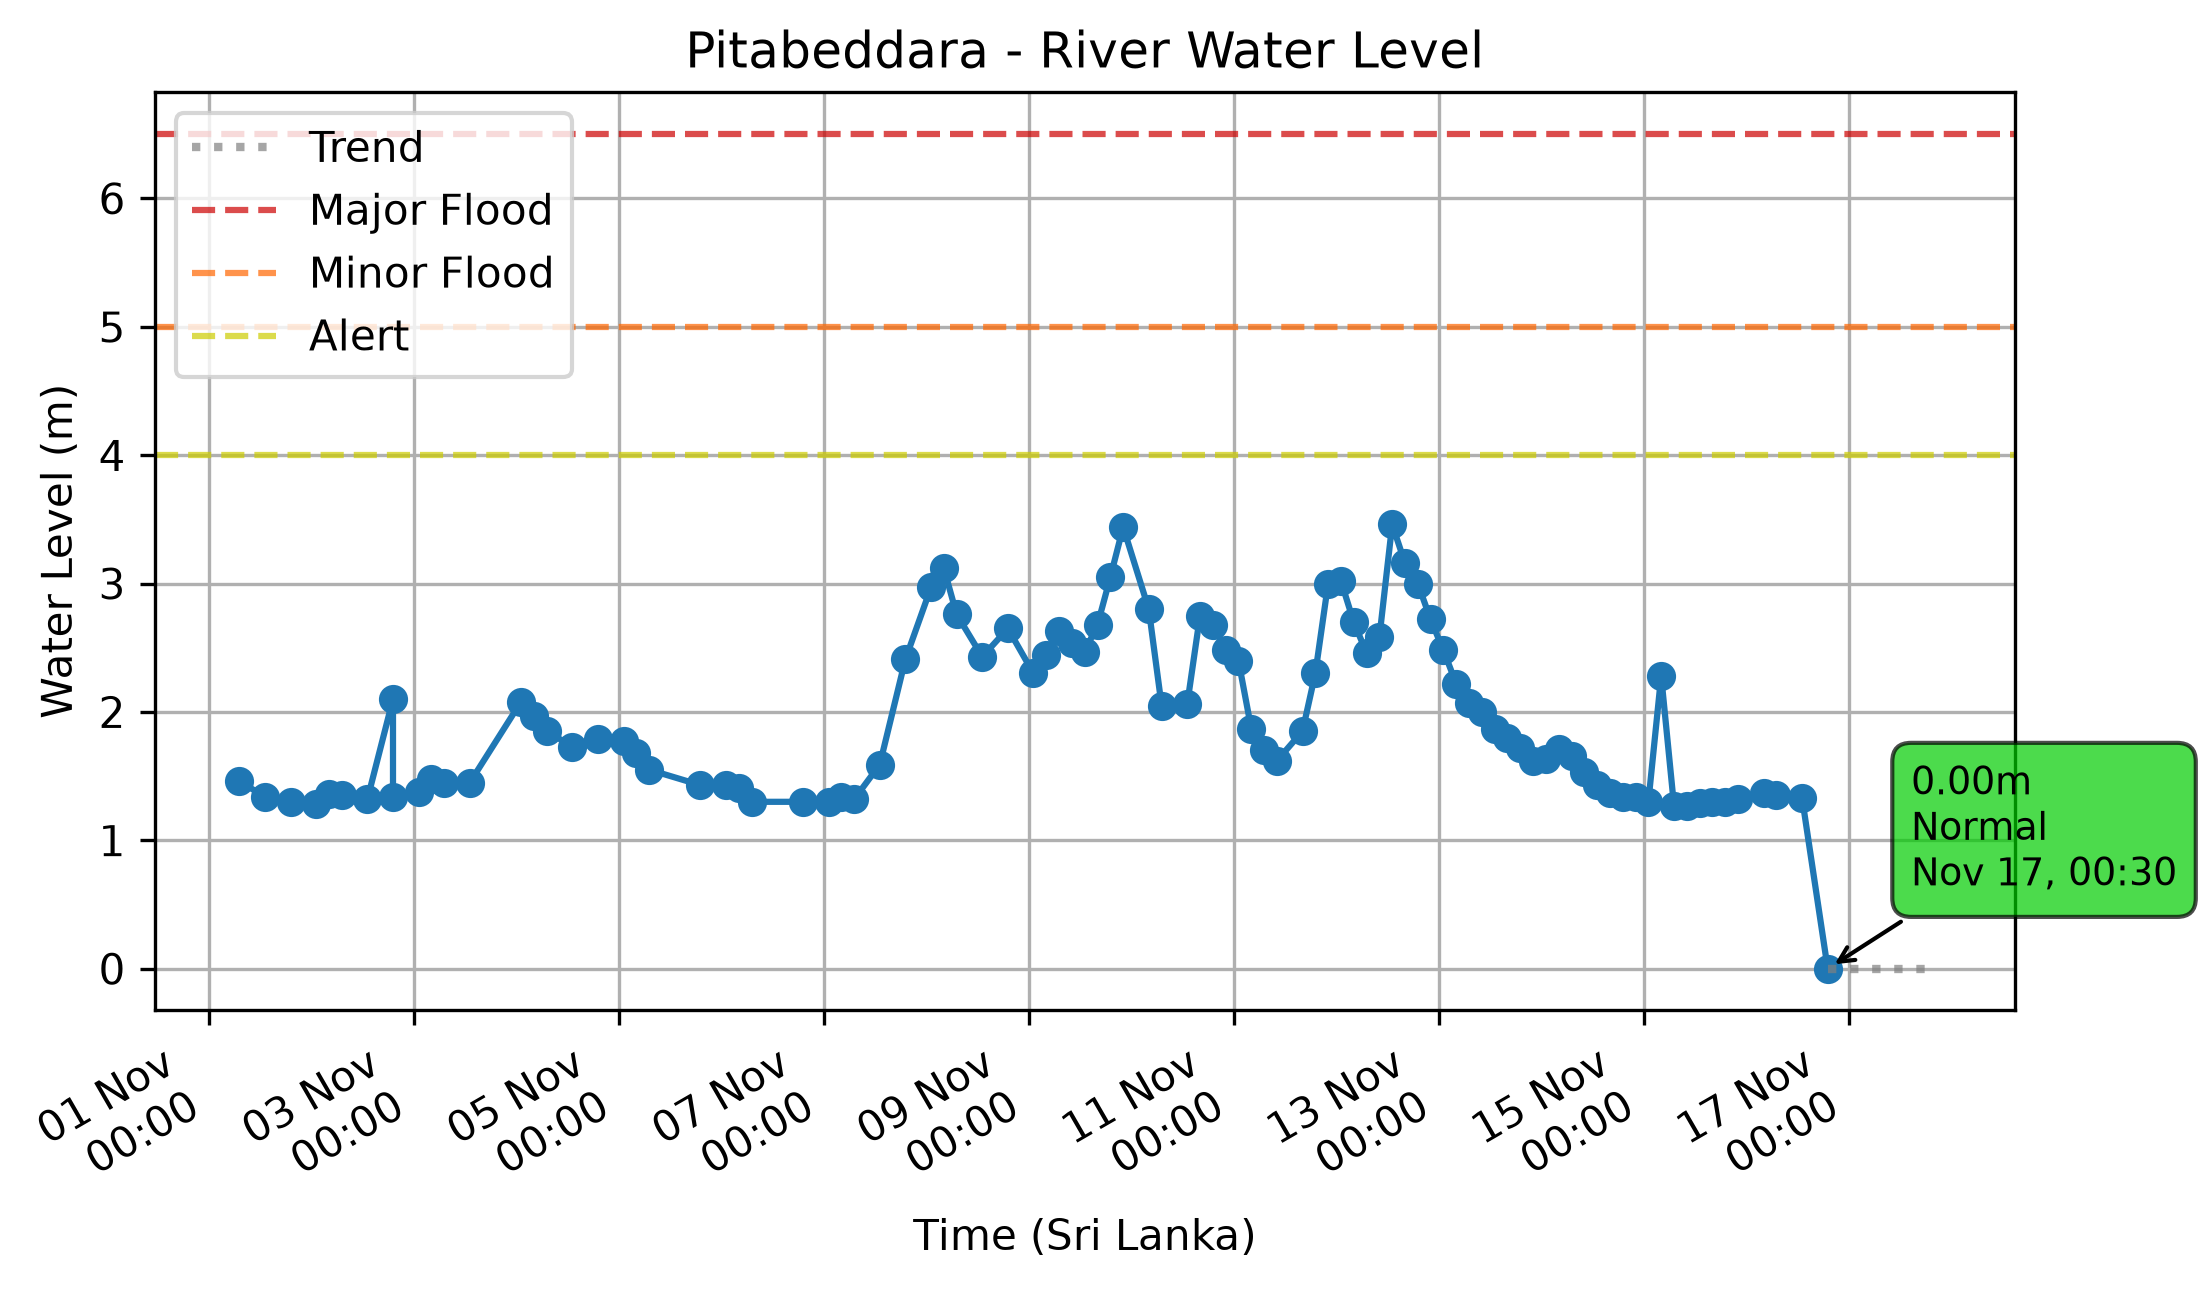 Pitabeddara - River Water Level
Trend
Major Flood
Minor Flood
Alert
Water Level (m)
6
5
4
3
2
1
0
0.00m
Normal
Nov 17, 00:30
01 Nov
00:00
03 Nov
00:00
05 Nov
00:00
07 Nov
00:00
09 Nov
00:00
11 Nov
00:00
13 Nov
00:00
15 Nov
00:00
17 Nov
00:00
Time (Sri Lanka)